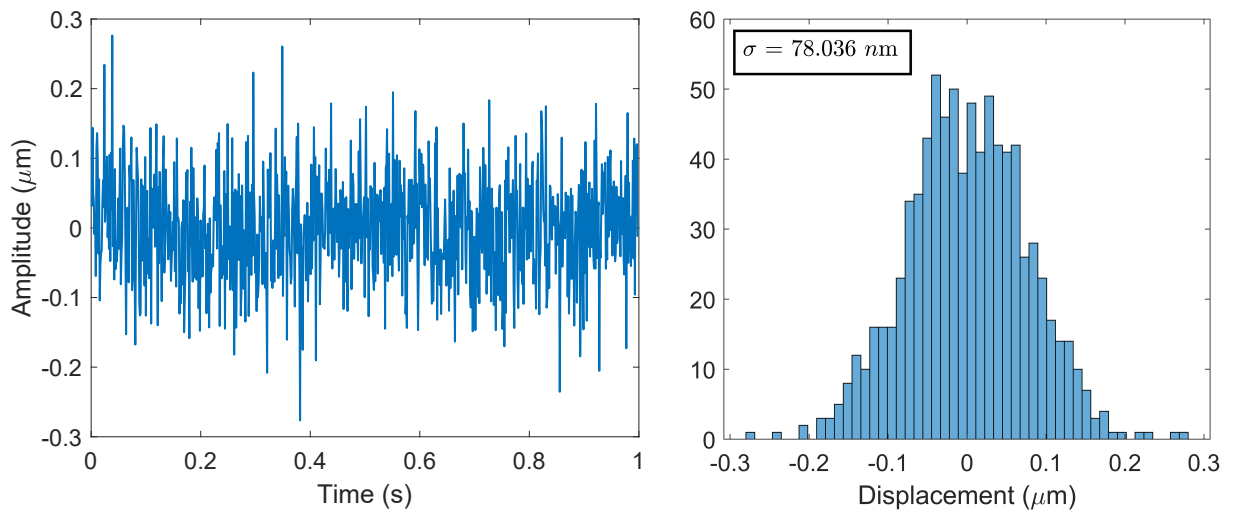 0.3
0.2
0.1
0
-0.1
-0.2
-0.3
Amplitude (μm)
0 0.2 0.4 0.6 0.8 1
Time (s)
σ = 78.036 nm
60
50
40
30
20
10
0
-0.3 -0.2 -0.1 0 0.1 0.2 0.3
Displacement (μm)